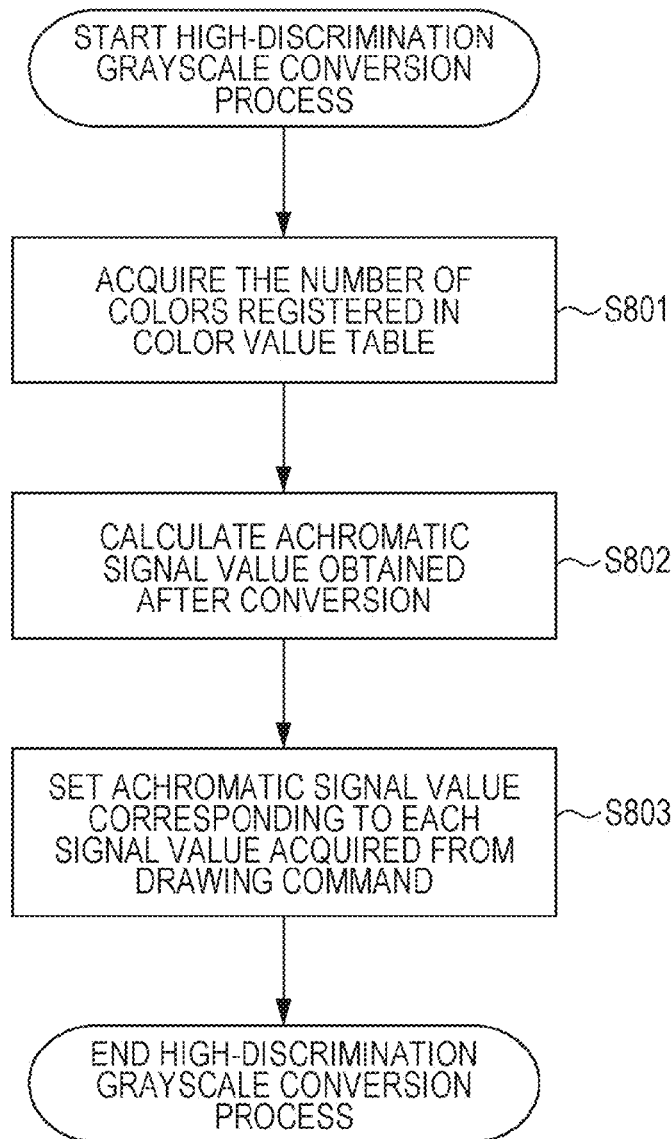 START HIGH-DISCRIMINATION
GRAYSCALE CONVERSION
PROCESS
ACQUIRE THE NUMBER OF
COLORS REGISTERED IN
COLOR VALUE TABLE
S801
CALCULATE ACHROMATIC
SIGNAL VALUE OBTAINED
AFTER CONVERSION
S802
SET ACHROMATIC SIGNAL VALUE
CORRESPONDING TO EACH
SIGNAL VALUE ACQUIRED FROM
DRAWING COMMAND
S803
END HIGH-DISCRIMINATION
GRAYSCALE CONVERSION
PROCESS